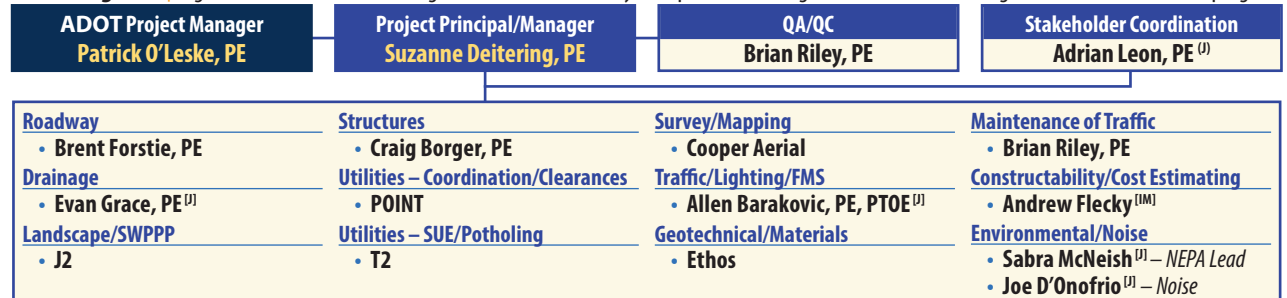 ADOT Project Manager
Patrick O'Leske, PE
Project Principal/Manager
Suzanne Deitering, PE
QA/QC
Brian Riley, PE
Stakeholder Coordination
Adrian Leon, PE (J)
Roadway
• Brent Forstie, PE
Drainage
• Evan Grace, PE [J]
Landscape/SWPPP
• J2
Structures
• Craig Borger, PE
Utilities – Coordination/Clearances
• POINT
Utilities – SUE/Potholing
• T2
Survey/Mapping
• Cooper Aerial
Traffic/Lighting/FMS
• Allen Barakovic, PE, PTOE [J]
Geotechnical/Materials
• Ethos
Maintenance of Traffic
• Brian Riley, PE
Constructability/Cost Estimating
• Andrew Flecky [IM]
Environmental/Noise
• Sabra McNeish [J] – NEPA Lead
• Joe D'Onofrio [J] – Noise